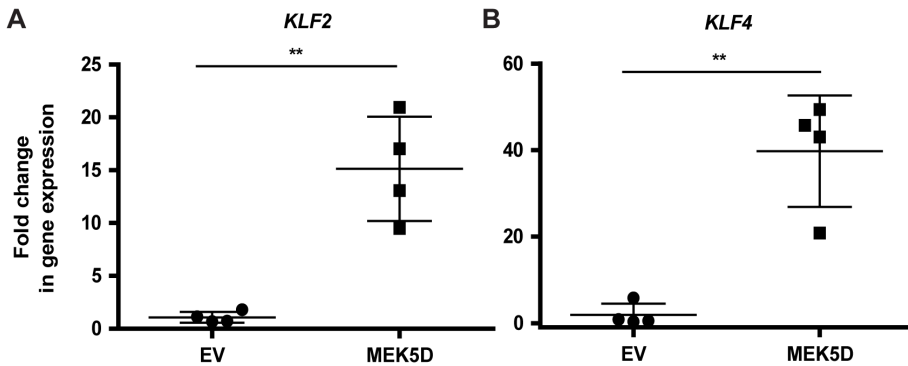 A
KLF2
**
25
20
15
10
5
0
Fold change
in gene expression
EV
MEK5D
B
KLF4
**
60
40
20
0
EV
MEK5D